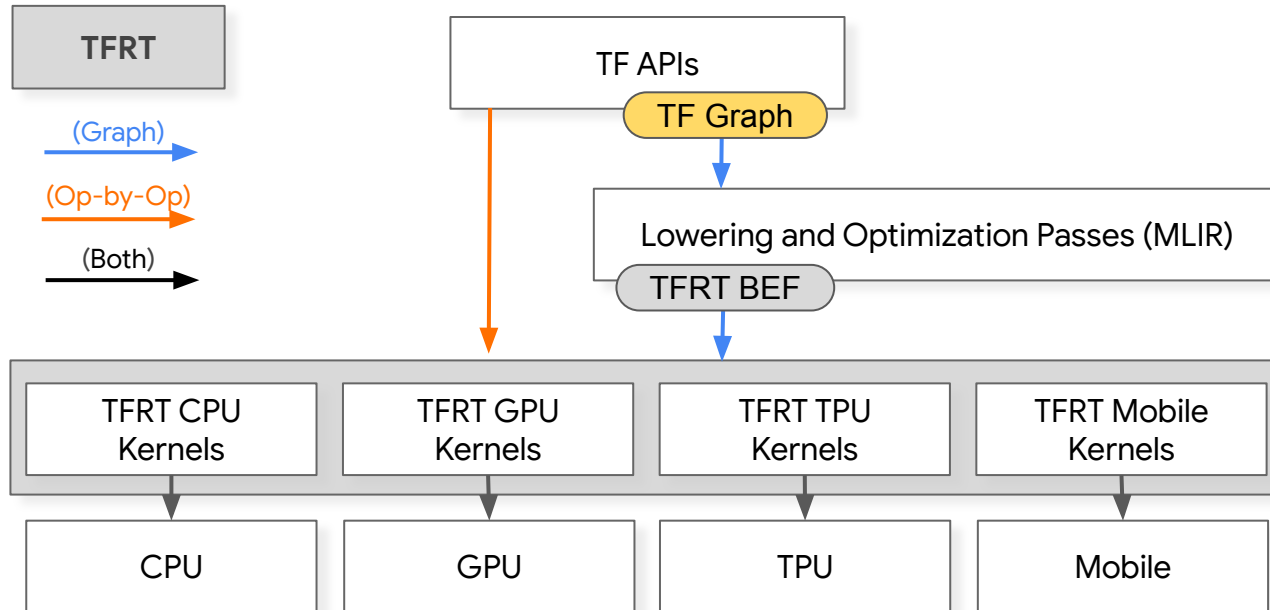 TFRT
(Graph)
(Op-by-Op)
(Both)
TF APIs
TF Graph
Lowering and Optimization Passes (MLIR)
TFRT BEF
TFRT CPU
Kernels
TFRT GPU
Kernels
TFRT TPU
Kernels
TFRT Mobile
Kernels
CPU
GPU
TPU
Mobile